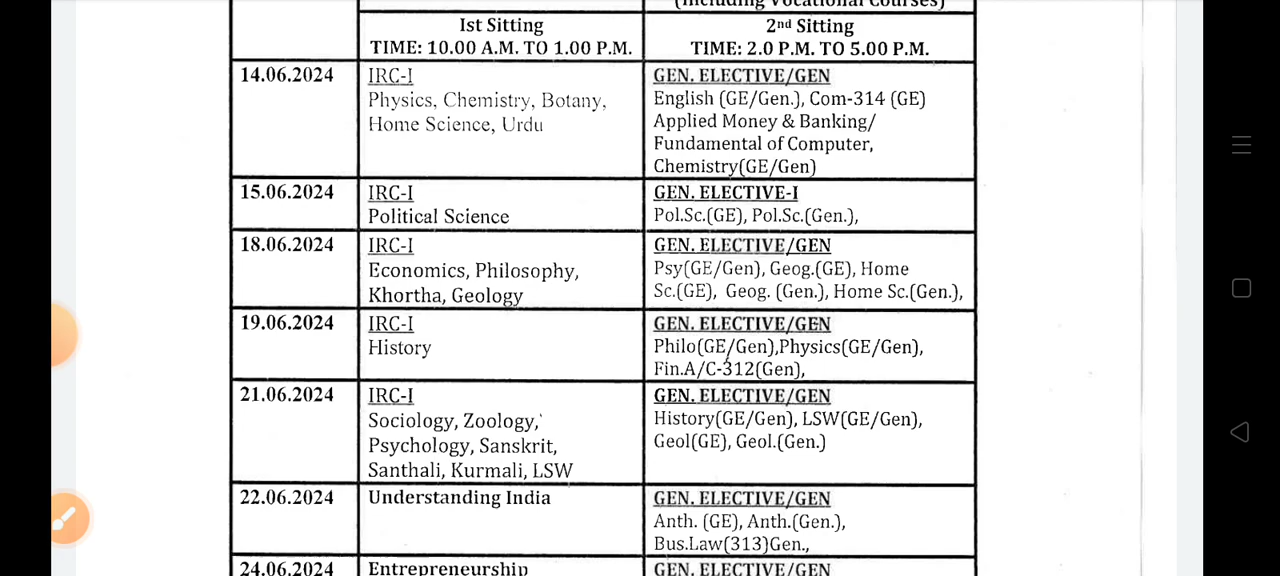 (Including Vocational Courses)
Ist Sitting
TIME: 10.00 A.M. TO 1.00 P.M.
2nd Sitting
TIME: 2.0 P.M. TO 5.00 P.M.
14.06.2024
IRC-I
Physics, Chemistry, Botany,
Home Science, Urdu
GEN. ELECTIVE/GEN
English (GE/Gen.), Com-314 (GE)
Applied Money & Banking/
Fundamental of Computer,
Chemistry(GE/Gen)
15.06.2024
IRC-I
Political Science
GEN. ELECTIVE-I
Pol.Sc.(GE), Pol.Sc.(Gen.),
18.06.2024
IRC-I
Economics, Philosophy,
Khortha, Geology
GEN. ELECTIVE/GEN
Psy(GE/Gen), Geog.(GE), Home
Sc.(GE), Geog. (Gen.), Home Sc.(Gen.),
19.06.2024
IRC-I
History
GEN. ELECTIVE/GEN
Philo(GE/Gen),Physics(GE/Gen),
Fin.A/C-312(Gen),
21.06.2024
IRC-I
Sociology, Zoology,
Psychology, Sanskrit,
Santhali, Kurmali, LSW
GEN. ELECTIVE/GEN
History(GE/Gen), LSW(GE/Gen),
Geol(GE), Geol.(Gen.)
22.06.2024
Understanding India
GEN. ELECTIVE/GEN
Anth. (GE), Anth.(Gen.),
Bus.Law(313)Gen.,
24.06.2024
Entrepreneurship
GEN. ELECTIVE/GEN